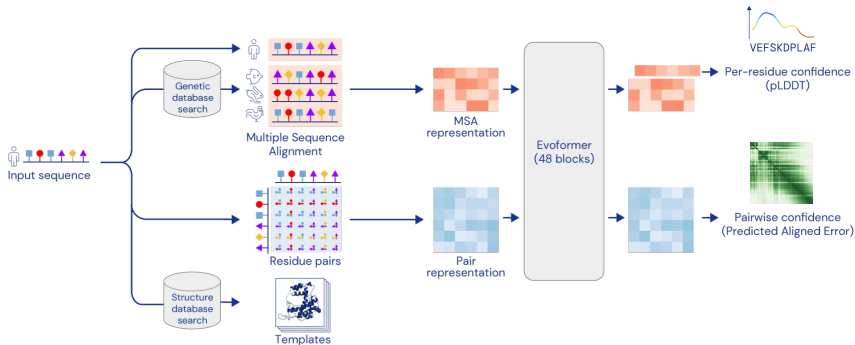 VEFSKDPLAF
Per-residue confidence
(pLDDT)
Genetic
database
search
Multiple Sequence
Alignment
MSA
representation
Evoformer
(48 blocks)
Input sequence
Residue pairs
Pair
representation
Pairwise confidence
(Predicted Aligned Error)
Structure
database
search
Templates